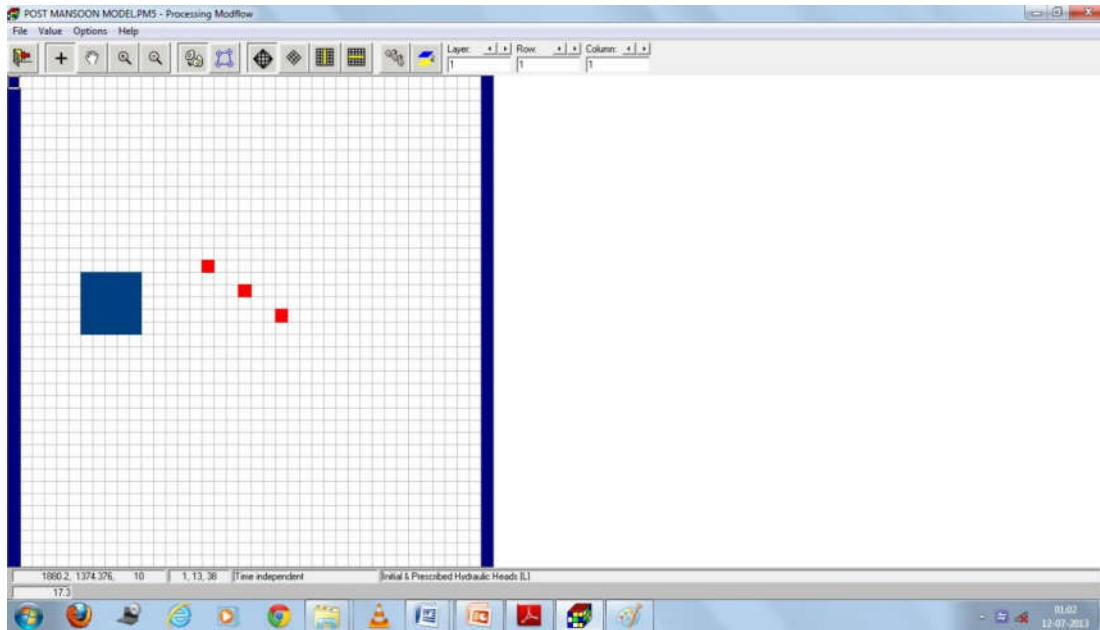 POST MANSOON MODEL.PM5 - Processing Modflow
File Value Options Help
Layer: Row: Column:
1 1 1
1880.2, 1374.376, 10 1, 13, 38 Time independent Initial & Prescribed Hydraulic Heads [L]
17.3
01:02
12-07-2013